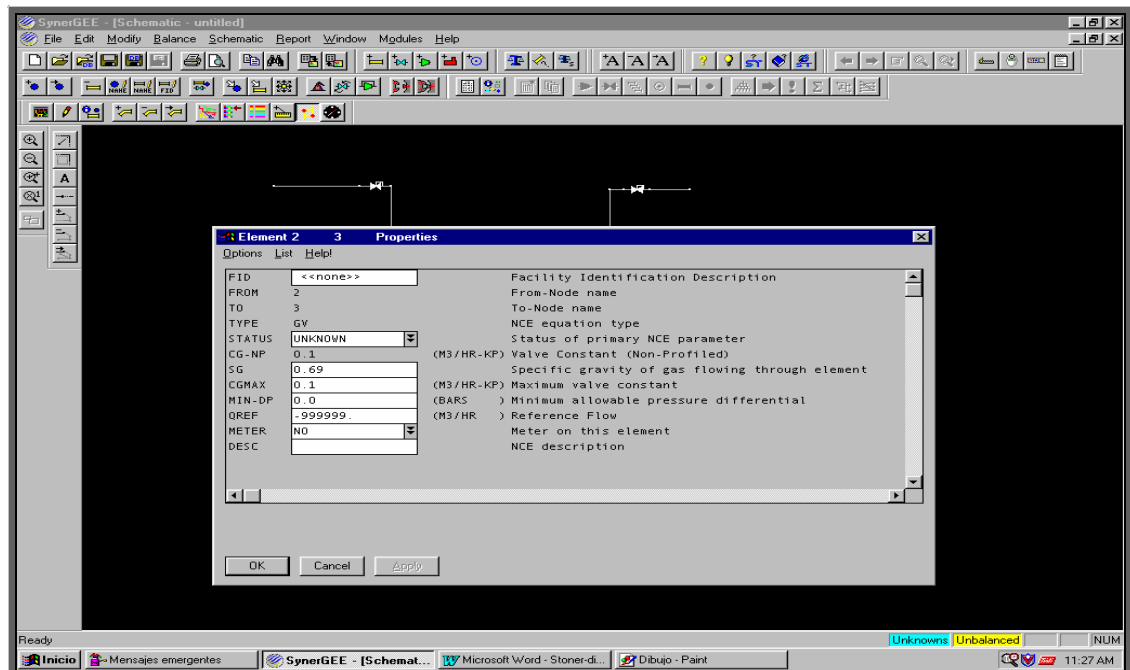 SynerGEE - [Schematic - untitled]
File Edit Modify Balance Schematic Report Window Modules Help
NAME NAME FID
A
Element 2 3 Properties
Options List Help!
FID <<none>> Facility Identification Description
FROM 2 From-Node name
TO 3 To-Node name
TYPE GV NCE equation type
STATUS UNKNOWN Status of primary NCE parameter
CG-NP 0.1 (M3/HR-KP) Valve Constant (Non-Profiled)
SG 0.69 Specific gravity of gas flowing through element
CGMAX 0.1 (M3/HR-KP) Maximum valve constant
MIN-DP 0.0 (BARS ) Minimum allowable pressure differential
QREF -999999. (M3/HR ) Reference Flow
METER NO Meter on this element
DESC NCE description
OK Cancel Apply
Ready Unknowns Unbalanced NUM
Inicio Mensajes emergentes SynerGEE - [Schemat... Microsoft Word - Stoner-di... Dibujo - Paint 11:27 AM